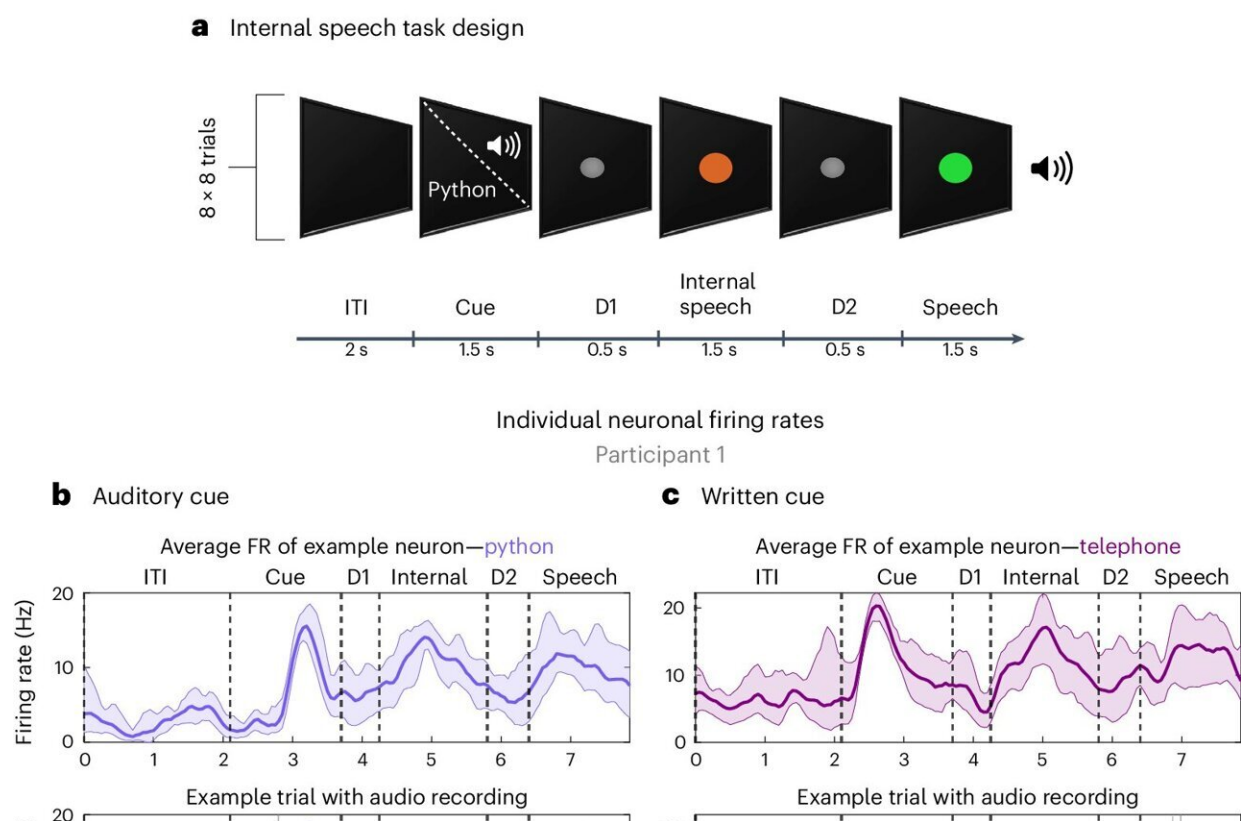 a Internal speech task design
8 × 8 trials
Python
ITI
Cue
D1
Internal
speech
D2
Speech
2 s
1.5 s
0.5 s
1.5 s
0.5 s
1.5 s
Individual neuronal firing rates
Participant 1
b Auditory cue
Average FR of example neuron—python
ITI Cue D1 Internal D2 Speech
Firing rate (Hz)
20
10
0
0 1 2 3 4 5 6 7
Example trial with audio recording
20
c Written cue
Average FR of example neuron—telephone
ITI Cue D1 Internal D2 Speech
20
10
0
0 1 2 3 4 5 6 7
Example trial with audio recording